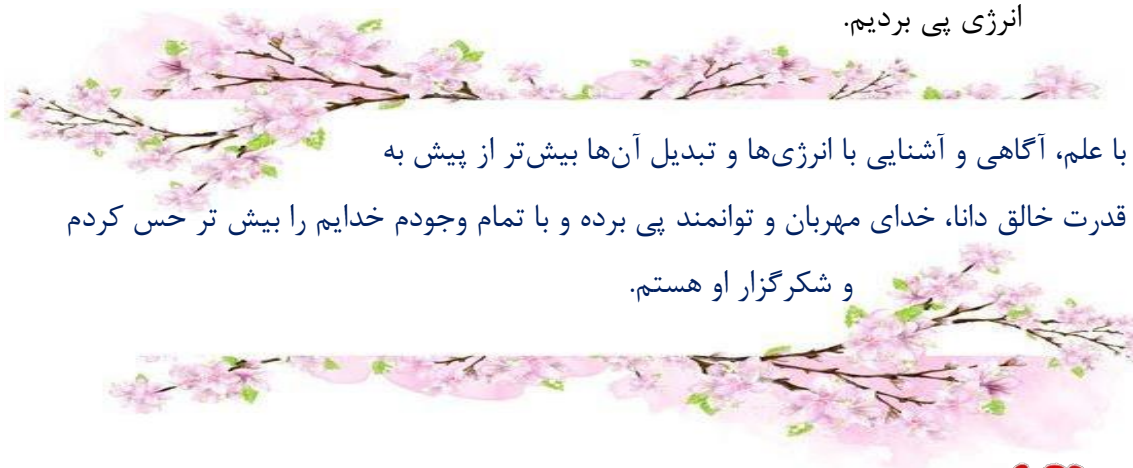 انرژی پی بردیم.
با علم، آگاهی و آشنایی با انرژی‌ها و تبدیل آن‌ها بیش‌تر از پیش به
قدرت خالق دانا، خدای مهربان و توانمند پی برده و با تمام وجودم خدایم را بیش تر حس کردم
و شکرگزار او هستم.